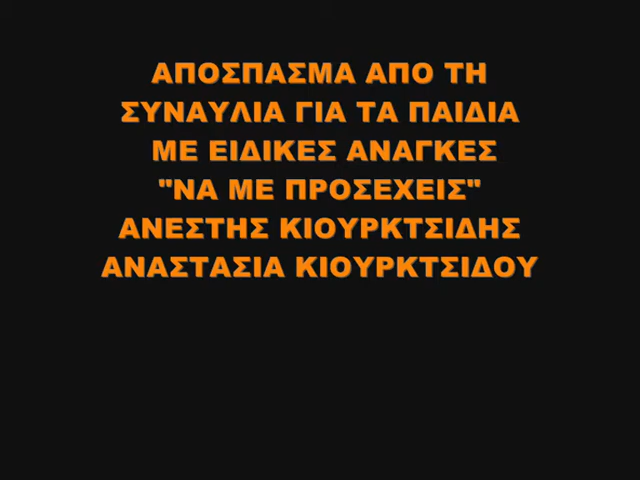 ΑΠΟΣΠΑΣΜΑ ΑΠΟ ΤΗ
ΣΥΝΑΥΛΙΑ ΓΙΑ ΤΑ ΠΑΙΔΙΑ
ΜΕ ΕΙΔΙΚΕΣ ΑΝΑΓΚΕΣ
"ΝΑ ΜΕ ΠΡΟΣΕΧΕΙΣ"
ΑΝΕΣΤΗΣ ΚΙΟΥΡΚΤΣΙΔΗΣ
ΑΝΑΣΤΑΣΙΑ ΚΙΟΥΡΚΤΣΙΔΟΥ